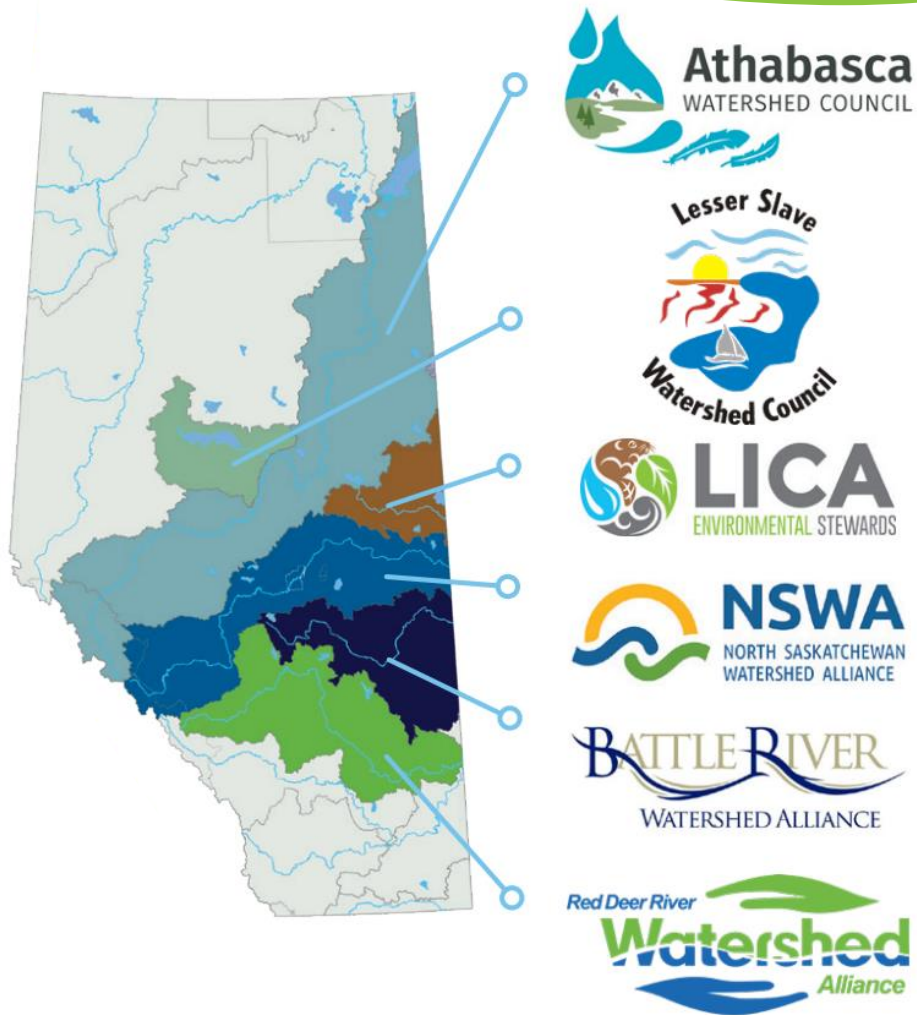 Athabasca
WATERSHED COUNCIL
Lesser Slave
Watershed Council
LICA
ENVIRONMENTAL STEWARDS
NSWA
NORTH SASKATCHEWAN
WATERSHED ALLIANCE
BATTLE RIVER
WATERSHED ALLIANCE
Red Deer River
Watershed
Alliance